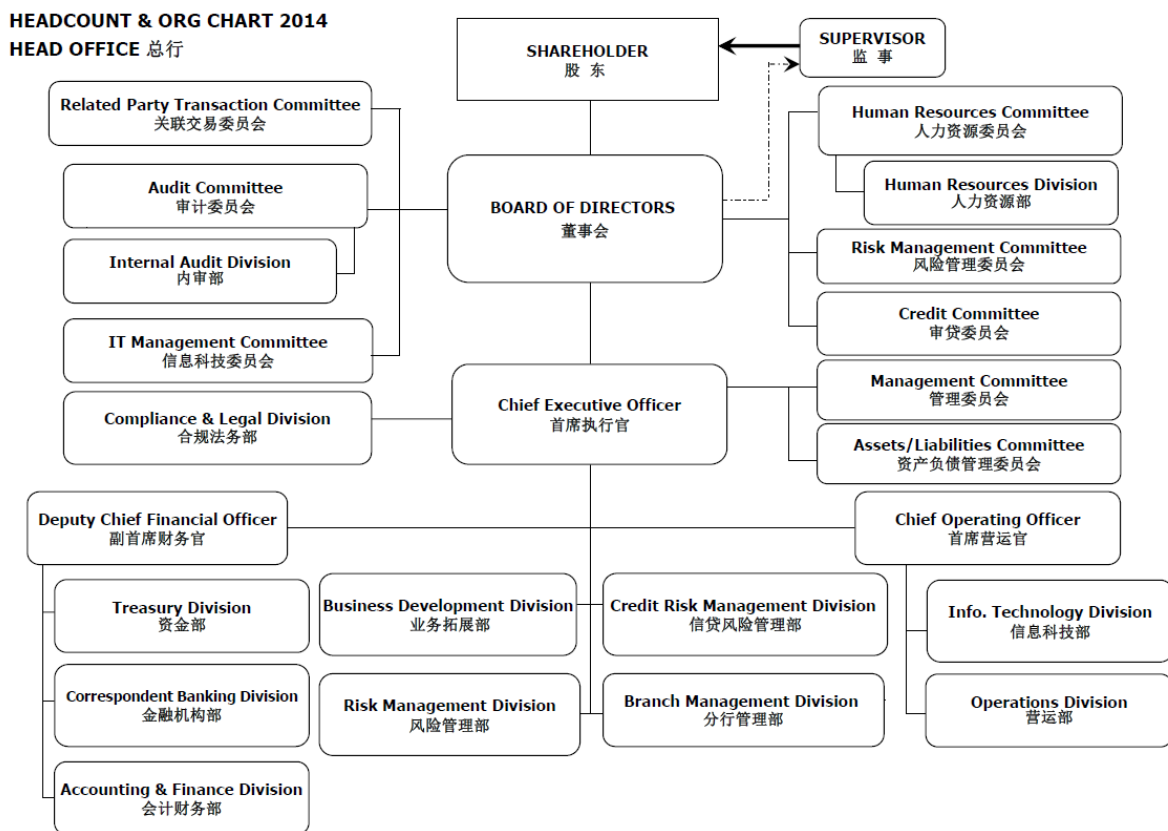 HEADCOUNT & ORG CHART 2014
HEAD OFFICE 总行
SHAREHOLDER
股 东
SUPERVISOR
监 事
Related Party Transaction Committee
关联交易委员会
Human Resources Committee
人力资源委员会
Audit Committee
审计委员会
BOARD OF DIRECTORS
董事会
Human Resources Division
人力资源部
Internal Audit Division
内审部
Risk Management Committee
风险管理委员会
IT Management Committee
信息科技委员会
Credit Committee
审贷委员会
Compliance & Legal Division
合规法务部
Chief Executive Officer
首席执行官
Management Committee
管理委员会
Assets/Liabilities Committee
资产负债管理委员会
Deputy Chief Financial Officer
副首席财务官
Chief Operating Officer
首席营运官
Treasury Division
资金部
Business Development Division
业务拓展部
Credit Risk Management Division
信贷风险管理部
Info. Technology Division
信息科技部
Correspondent Banking Division
金融机构部
Risk Management Division
风险管理部
Branch Management Division
分行管理部
Operations Division
营运部
Accounting & Finance Division
会计财务部